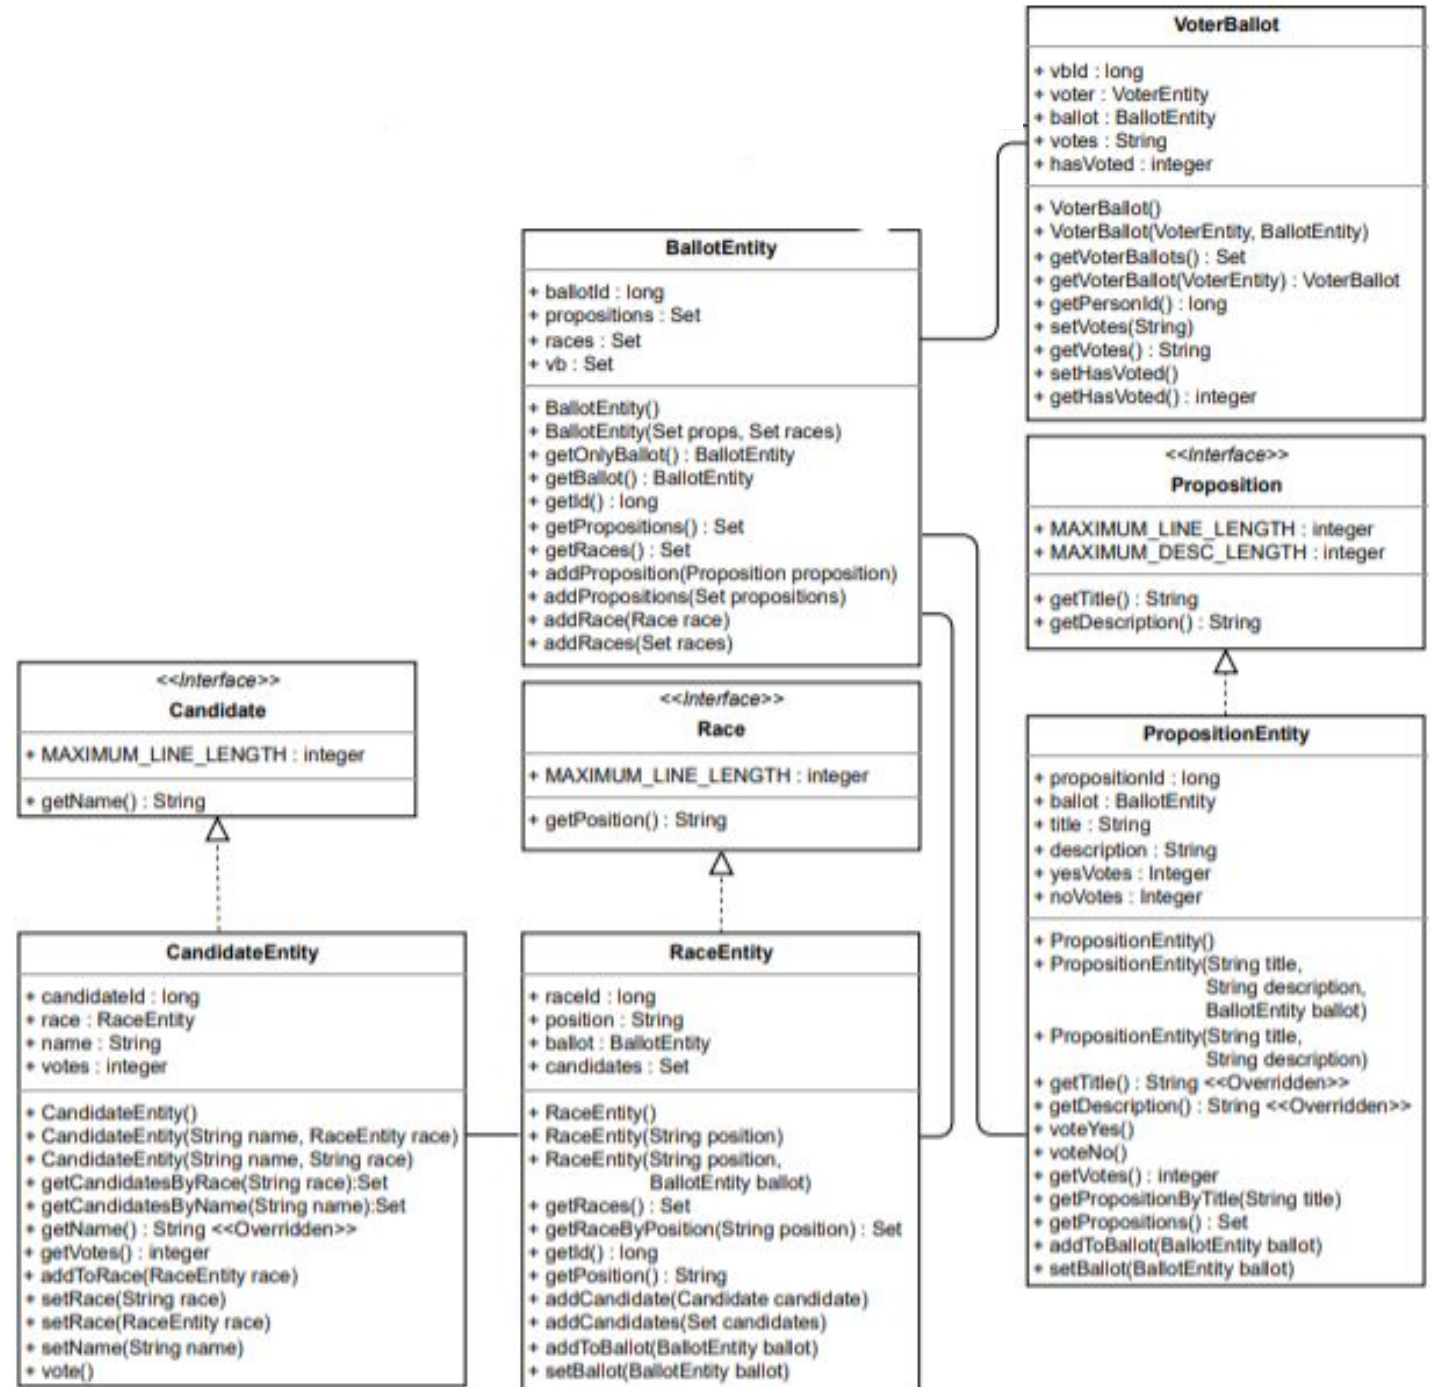 VoterBallot
+ vbId : long
+ voter : VoterEntity
+ ballot : BallotEntity
+ votes : String
+ hasVoted : integer
+ VoterBallot()
+ VoterBallot(VoterEntity, BallotEntity)
+ getVoterBallots() : Set
+ getVoterBallot(VoterEntity) : VoterBallot
+ getPersonId() : long
+ setVotes(String)
+ getVotes() : String
+ setHasVoted()
+ getHasVoted() : integer
BallotEntity
+ ballotId : long
+ propositions : Set
+ races : Set
+ vb : Set
+ BallotEntity()
+ BallotEntity(Set props, Set races)
+ getOnlyBallot() : BallotEntity
+ getBallot() : BallotEntity
+ getId() : long
+ getPropositions() : Set
+ getRaces() : Set
+ addProposition(Proposition proposition)
+ addPropositions(Set propositions)
+ addRace(Race race)
+ addRaces(Set races)
<<Interface>>
Proposition
+ MAXIMUM_LINE_LENGTH : integer
+ MAXIMUM_DESC_LENGTH : integer
+ getTitle() : String
+ getDescription() : String
<<Interface>>
Candidate
+ MAXIMUM_LINE_LENGTH : integer
+ getName() : String
<<Interface>>
Race
+ MAXIMUM_LINE_LENGTH : integer
+ getPosition() : String
PropositionEntity
+ propositionId : long
+ ballot : BallotEntity
+ title : String
+ description : String
+ yesVotes : Integer
+ noVotes : Integer
+ PropositionEntity()
+ PropositionEntity(String title,
String description,
BallotEntity ballot)
+ PropositionEntity(String title,
String description)
+ getTitle() : String <<Overridden>>
+ getDescription() : String <<Overridden>>
+ voteYes()
+ voteNo()
+ getVotes() : integer
+ getPropositionByTitle(String title)
+ getPropositions() : Set
+ addToBallot(BallotEntity ballot)
+ setBallot(BallotEntity ballot)
CandidateEntity
+ candidateId : long
+ race : RaceEntity
+ name : String
+ votes : integer
+ CandidateEntity()
+ CandidateEntity(String name, RaceEntity race)
+ CandidateEntity(String name, String race)
+ getCandidatesByRace(String race):Set
+ getCandidatesByName(String name):Set
+ getName() : String <<Overridden>>
+ getVotes() : integer
+ addToRace(RaceEntity race)
+ setRace(String race)
+ setRace(RaceEntity race)
+ setName(String name)
+ vote()
RaceEntity
+ raceId : long
+ position : String
+ ballot : BallotEntity
+ candidates : Set
+ RaceEntity()
+ RaceEntity(String position)
+ RaceEntity(String position,
BallotEntity ballot)
+ getRaces() : Set
+ getRaceByPosition(String position) : Set
+ getId() : long
+ getPosition() : String
+ addCandidate(Candidate candidate)
+ addCandidates(Set candidates)
+ addToBallot(BallotEntity ballot)
+ setBallot(BallotEntity ballot)